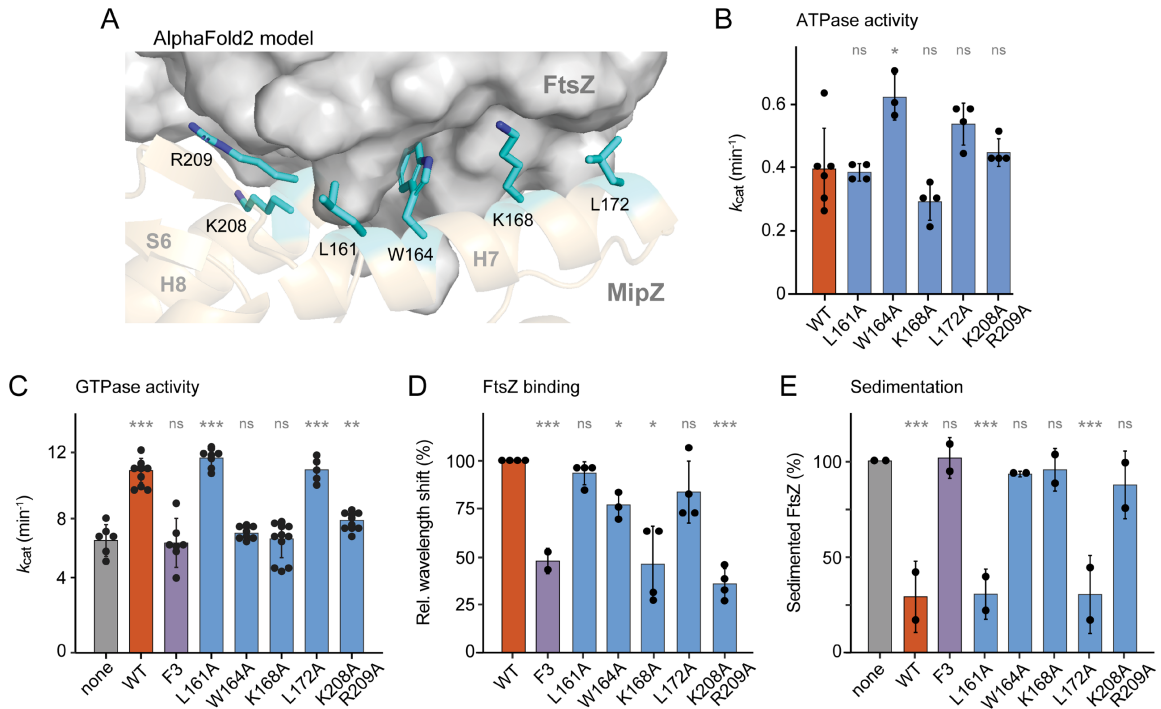 A
AlphaFold2 model
FtsZ
R209
K208
L161
W164
K168
L172
S6
H8
H7
MipZ
B
ATPase activity
ns * ns ns ns
kcat (min-1)
0.6
0.4
0.2
0
WT
L161A
W164A
K168A
L172A
K208A
R209A
C
GTPase activity
*** ns *** ns ns *** **
kcat (min-1)
12
8
4
0
none
WT
F3
L161A
W164A
K168A
L172A
K208A
R209A
D
FtsZ binding
*** ns * * ns ***
Rel. wavelength shift (%)
100
75
50
25
0
WT
F3
L161A
W164A
K168A
L172A
K208A
R209A
E
Sedimentation
*** ns *** ns ns *** ns
Sedimented FtsZ (%)
100
50
0
none
WT
F3
L161A
W164A
K168A
L172A
K208A
R209A